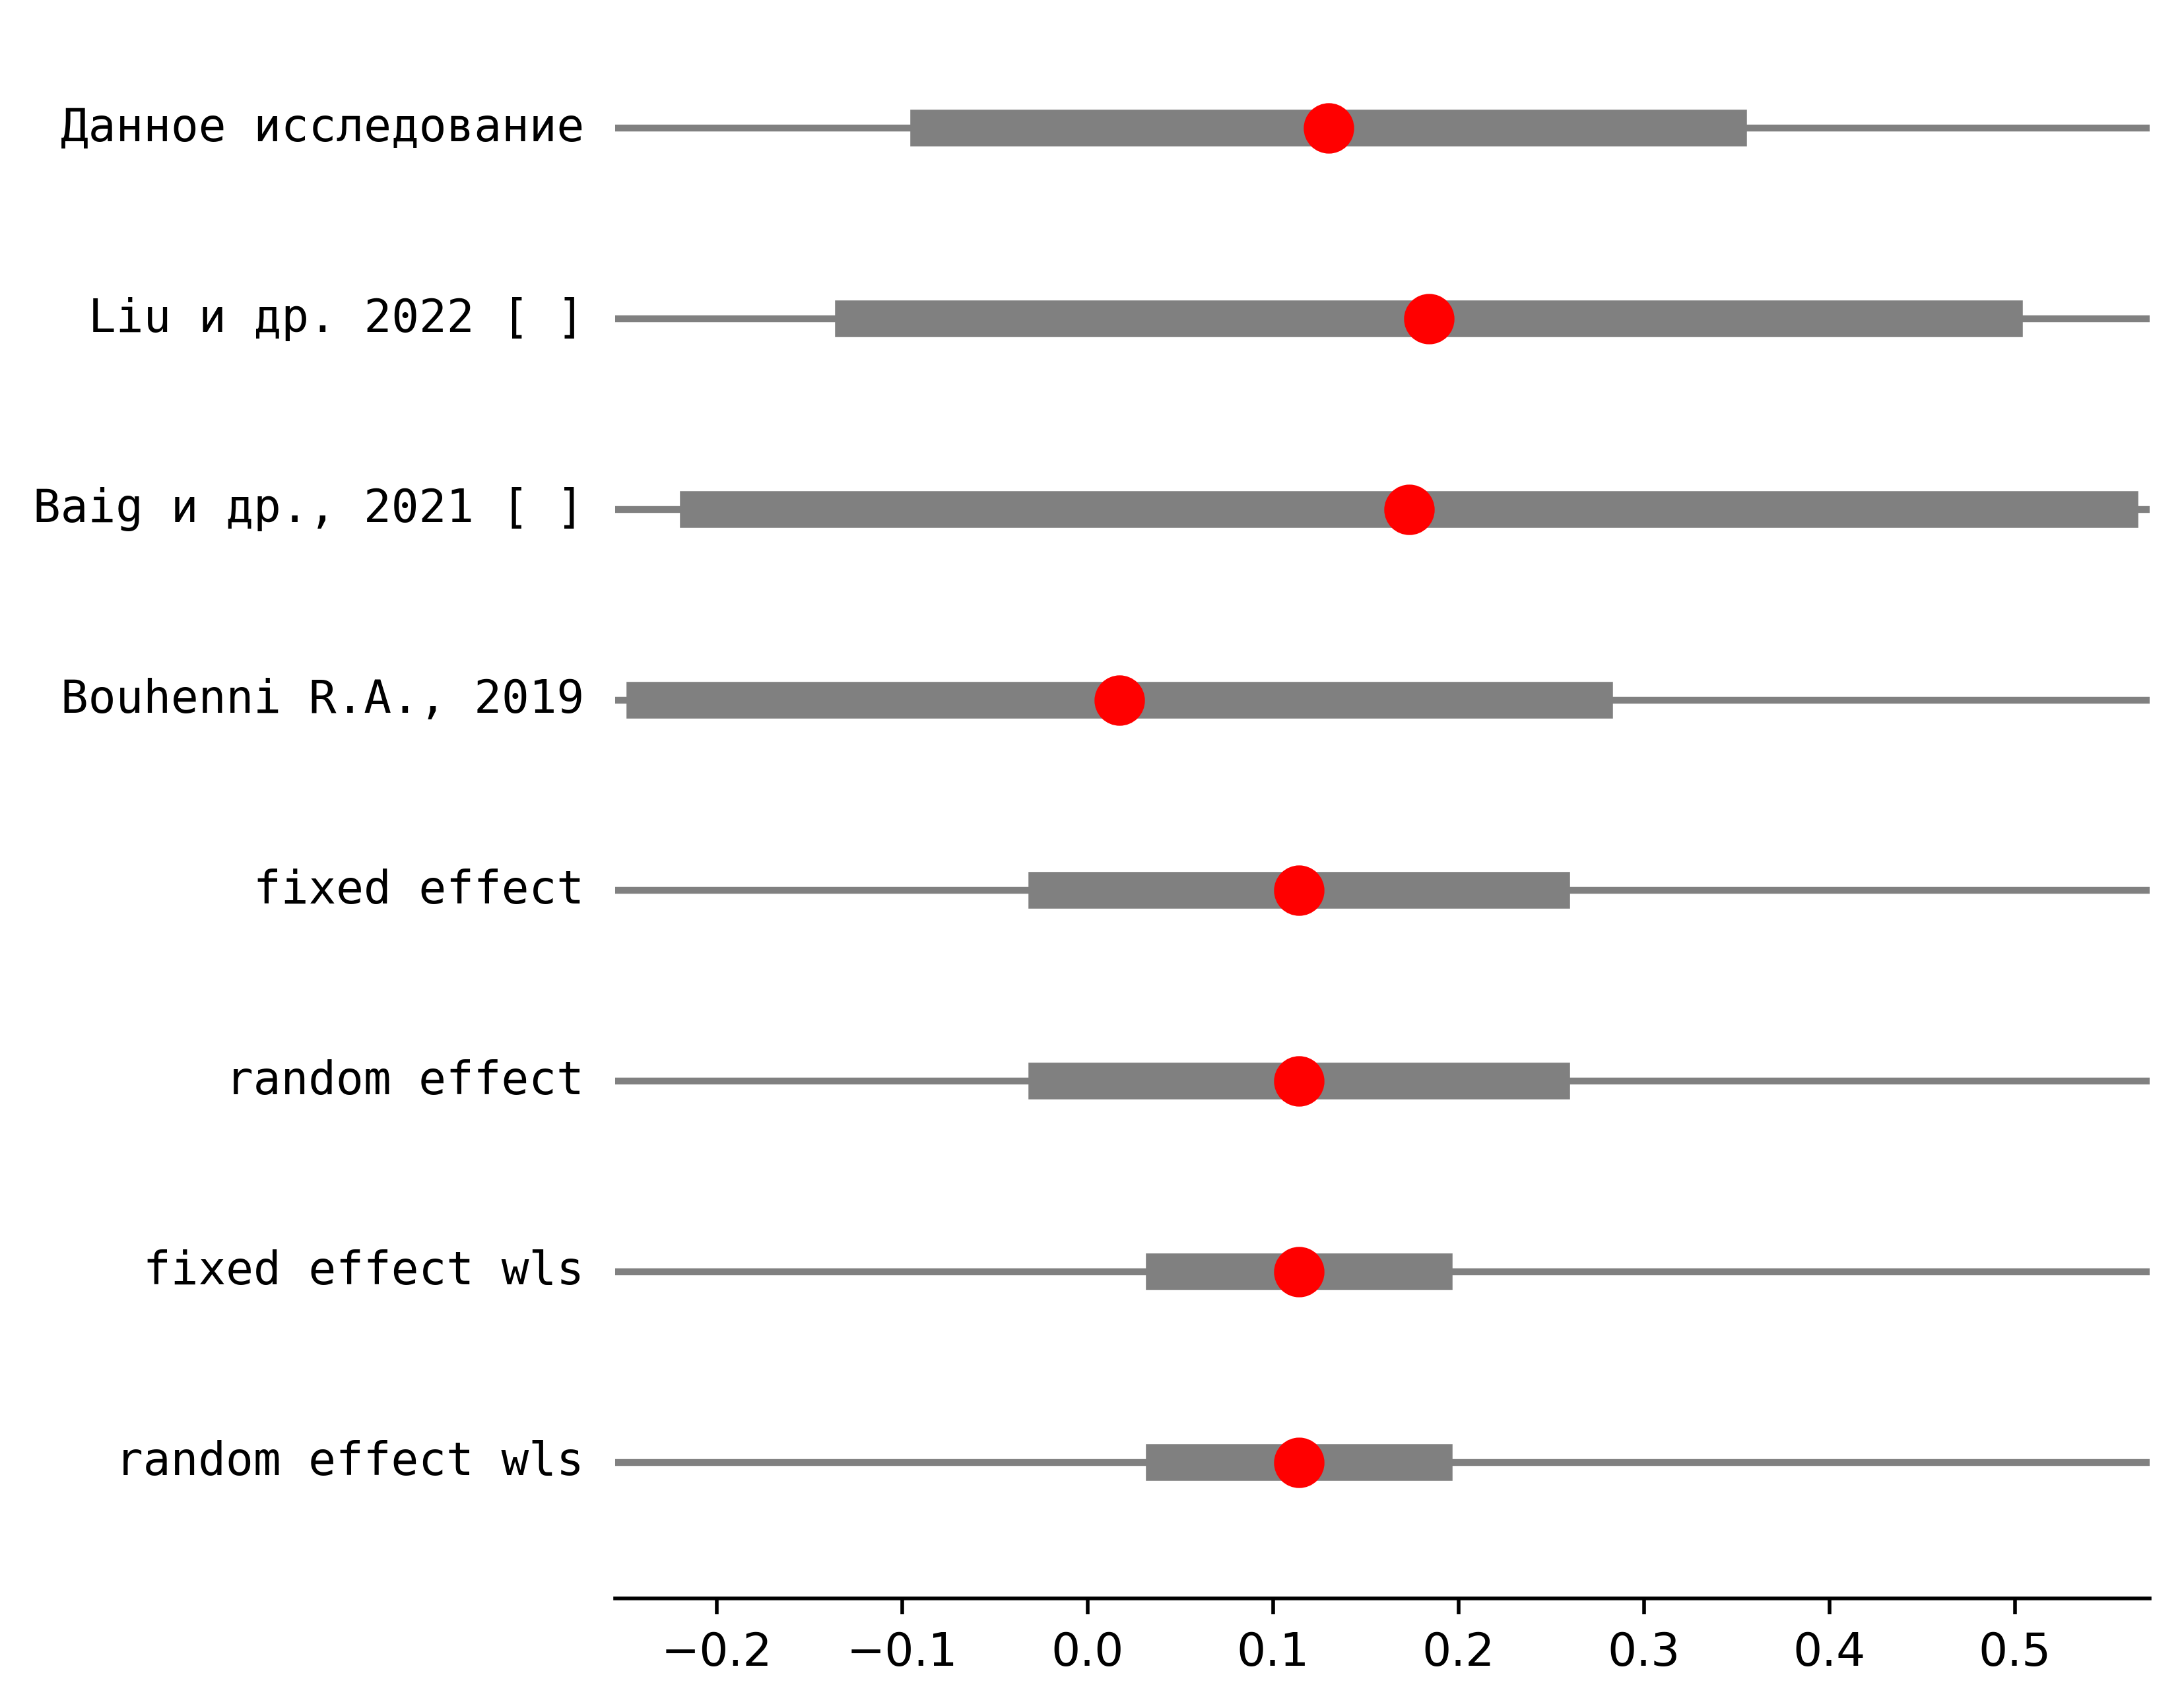 Данное исследование
Liu и др. 2022 [ ]
Baig и др., 2021 [ ]
Bouhenni R.A., 2019
fixed effect
random effect
fixed effect wls
random effect wls
−0.2 −0.1 0.0 0.1 0.2 0.3 0.4 0.5